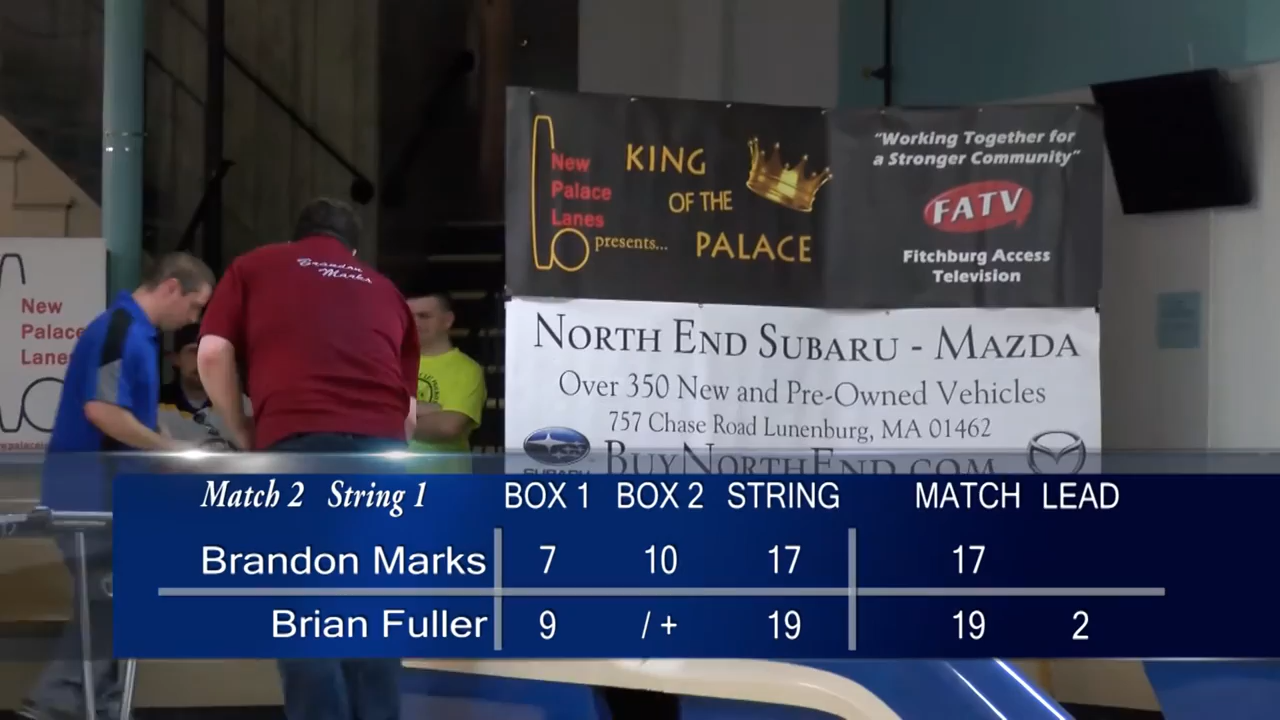 New
Palace
Lanes
presents...
KING
OF THE
PALACE
"Working Together for
a Stronger Community"
FATV
Fitchburg Access
Television
Brandon
Marks
New
Palace
Lanes
NORTH END SUBARU - MAZDA
Over 350 New and Pre-Owned Vehicles
757 Chase Road Lunenburg, MA 01462
SUBARU
BUYNORTHEND.COM
Match 2 String 1 BOX 1 BOX 2 STRING MATCH LEAD
Brandon Marks 7 10 17 17
Brian Fuller 9 / + 19 19 2